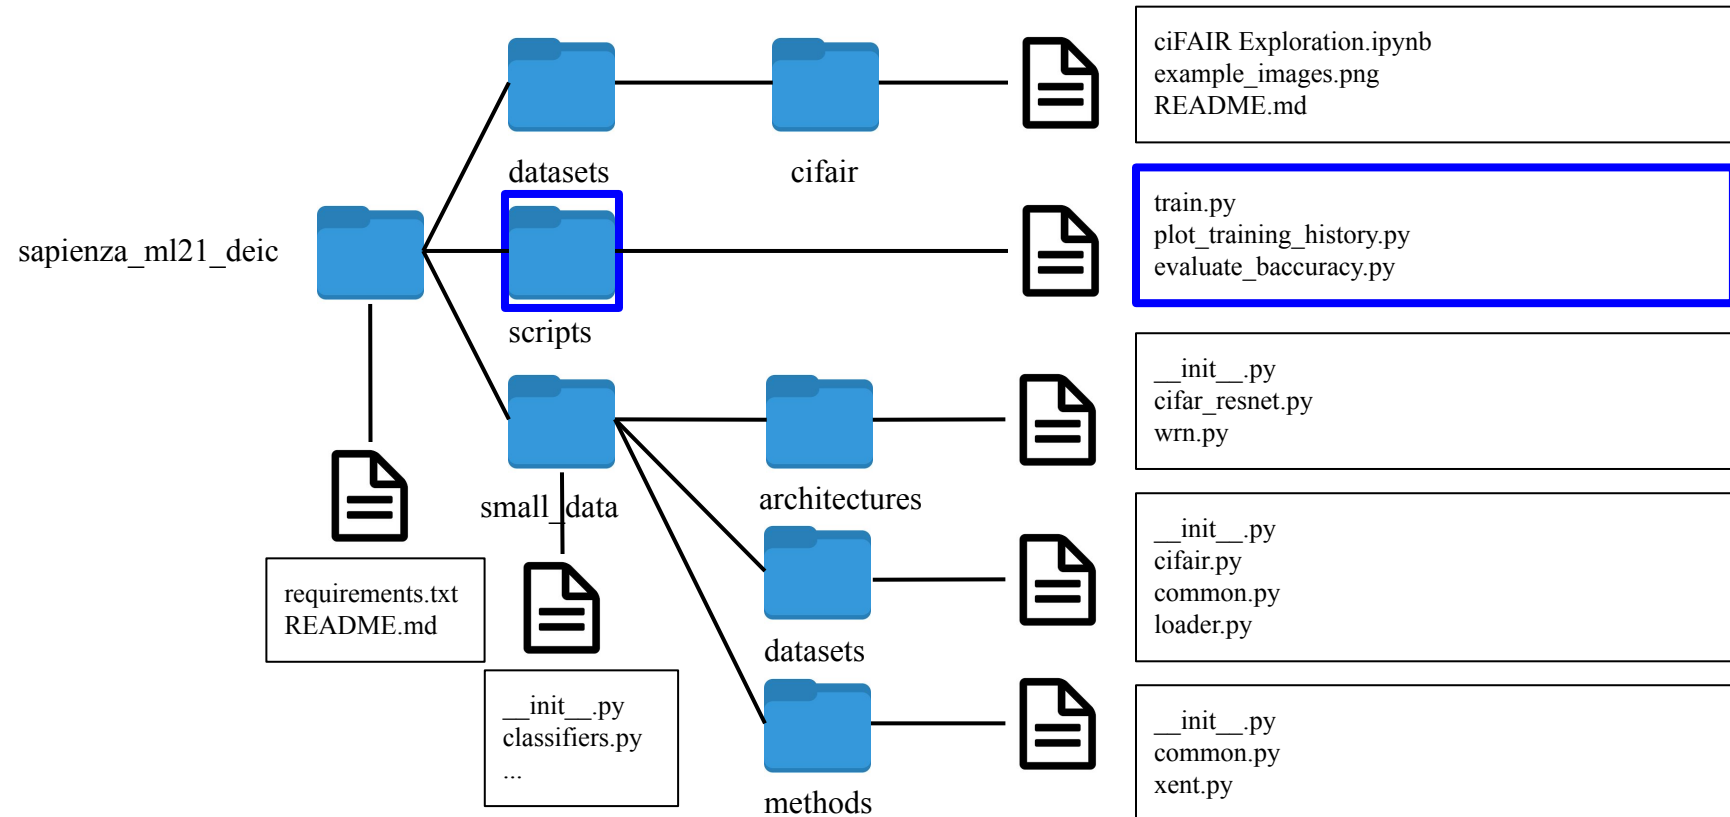 ciFAIR Exploration.ipynb
example_images.png
README.md
datasets
cifair
train.py
plot_training_history.py
evaluate_baccuracy.py
sapienza_ml21_deic
scripts
__init__.py
cifar_resnet.py
wrn.py
small_data
architectures
requirements.txt
README.md
__init__.py
cifair.py
common.py
loader.py
datasets
__init__.py
classifiers.py
...
__init__.py
common.py
xent.py
methods